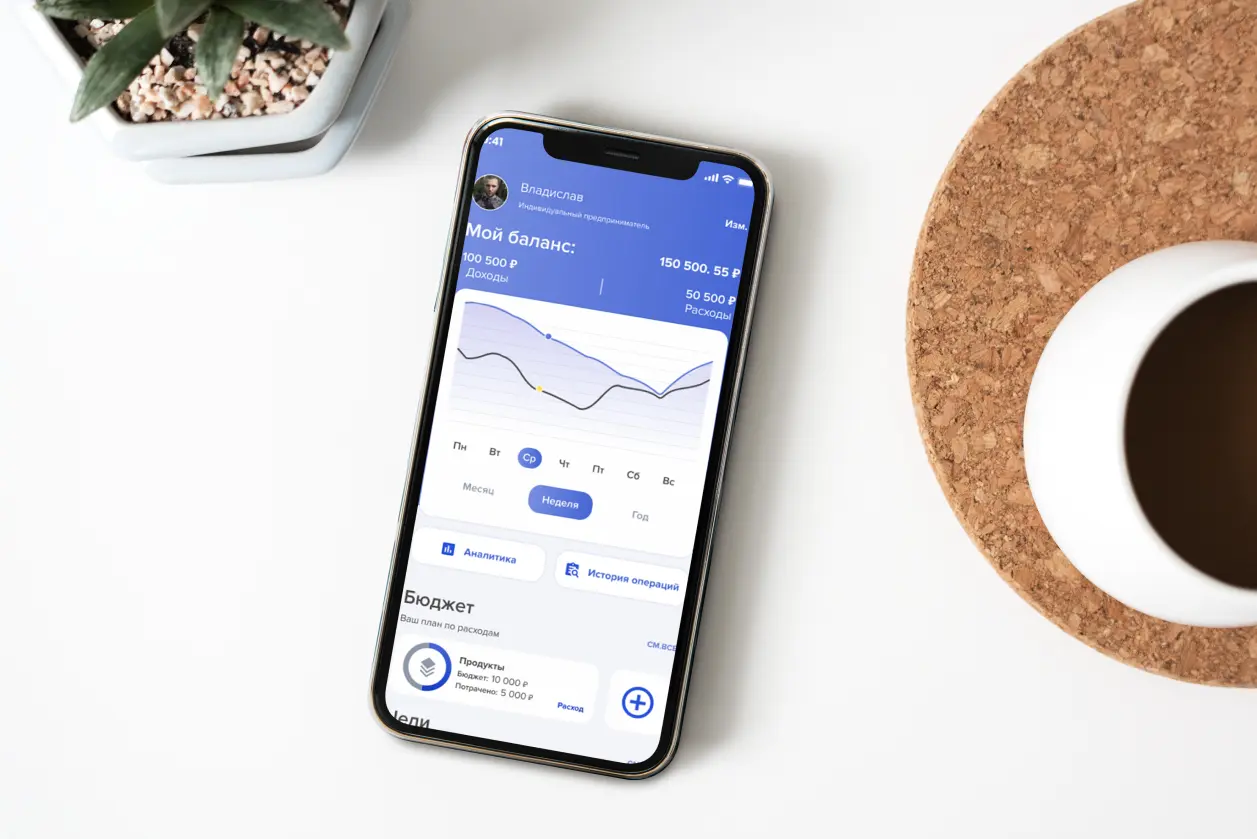 9:41
Владислав
Индивидуальный предприниматель
Изм.
Мой баланс:
150 500. 55 ₽
100 500 ₽
Доходы
50 500 ₽
Расходы
Пн Вт Ср Чт Пт Сб Вс
Месяц Неделя Год
Аналитика
История операций
Бюджет
Ваш план по расходам
СМ.ВСЕ
Продукты
Бюджет: 10 000 ₽
Потрачено: 5 000 ₽
Расход